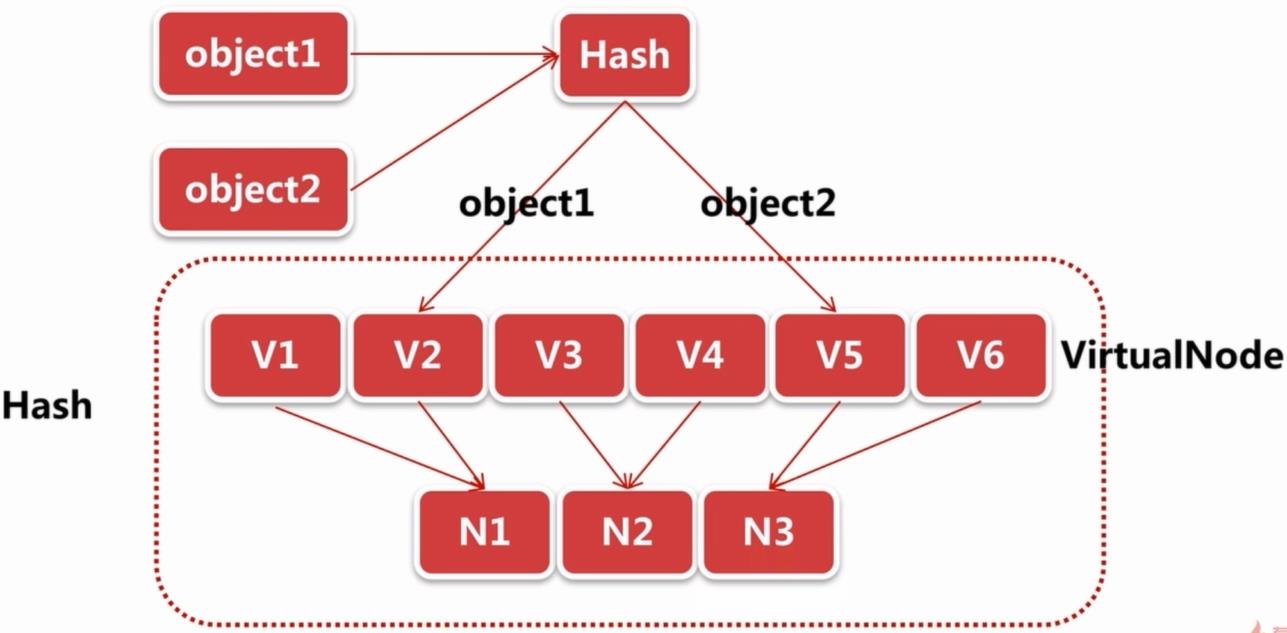 object1
Hash
object2
object1
object2
V1
V2
V3
V4
V5
V6
VirtualNode
Hash
N1
N2
N3